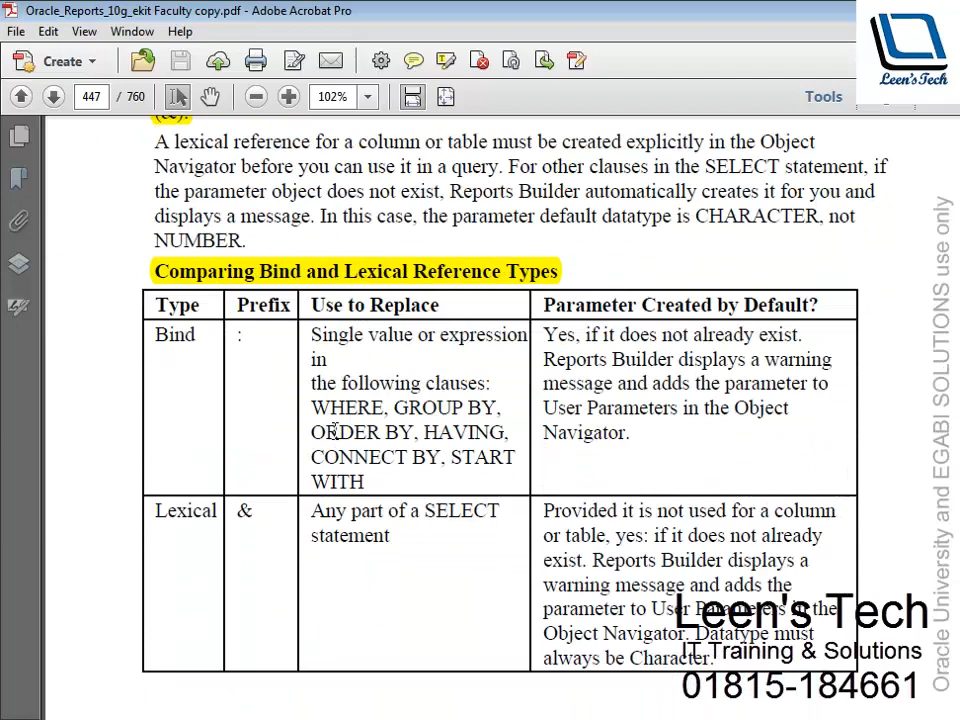 Oracle_Reports_10g_ekit Faculty copy.pdf - Adobe Acrobat Pro
File Edit View Window Help
Create
447 / 760
102%
Tools
Leen'sTech
(cc).
A lexical reference for a column or table must be created explicitly in the Object
Navigator before you can use it in a query. For other clauses in the SELECT statement, if
the parameter object does not exist, Reports Builder automatically creates it for you and
displays a message. In this case, the parameter default datatype is CHARACTER, not
NUMBER.
Comparing Bind and Lexical Reference Types
Type Prefix Use to Replace Parameter Created by Default?
Bind : Single value or expression
in
the following clauses:
WHERE, GROUP BY,
ORDER BY, HAVING,
CONNECT BY, START
WITH
Yes, if it does not already exist.
Reports Builder displays a warning
message and adds the parameter to
User Parameters in the Object
Navigator.
Lexical & Any part of a SELECT
statement
Provided it is not used for a column
or table, yes: if it does not already
exist. Reports Builder displays a
warning message and adds the
parameter to User Parameters in the
Object Navigator. Datatype must
always be Character.
Oracle University and EGABI SOLUTIONS use only
Leen's Tech
IT Training & Solutions
01815-184661